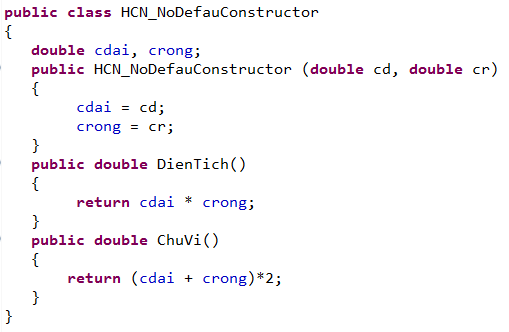 public class HCN_NoDefauConstructor
{
double cdai, crong;
public HCN_NoDefauConstructor (double cd, double cr)
{
cdai = cd;
crong = cr;
}
public double DienTich()
{
return cdai * crong;
}
public double ChuVi()
{
return (cdai + crong)*2;
}
}